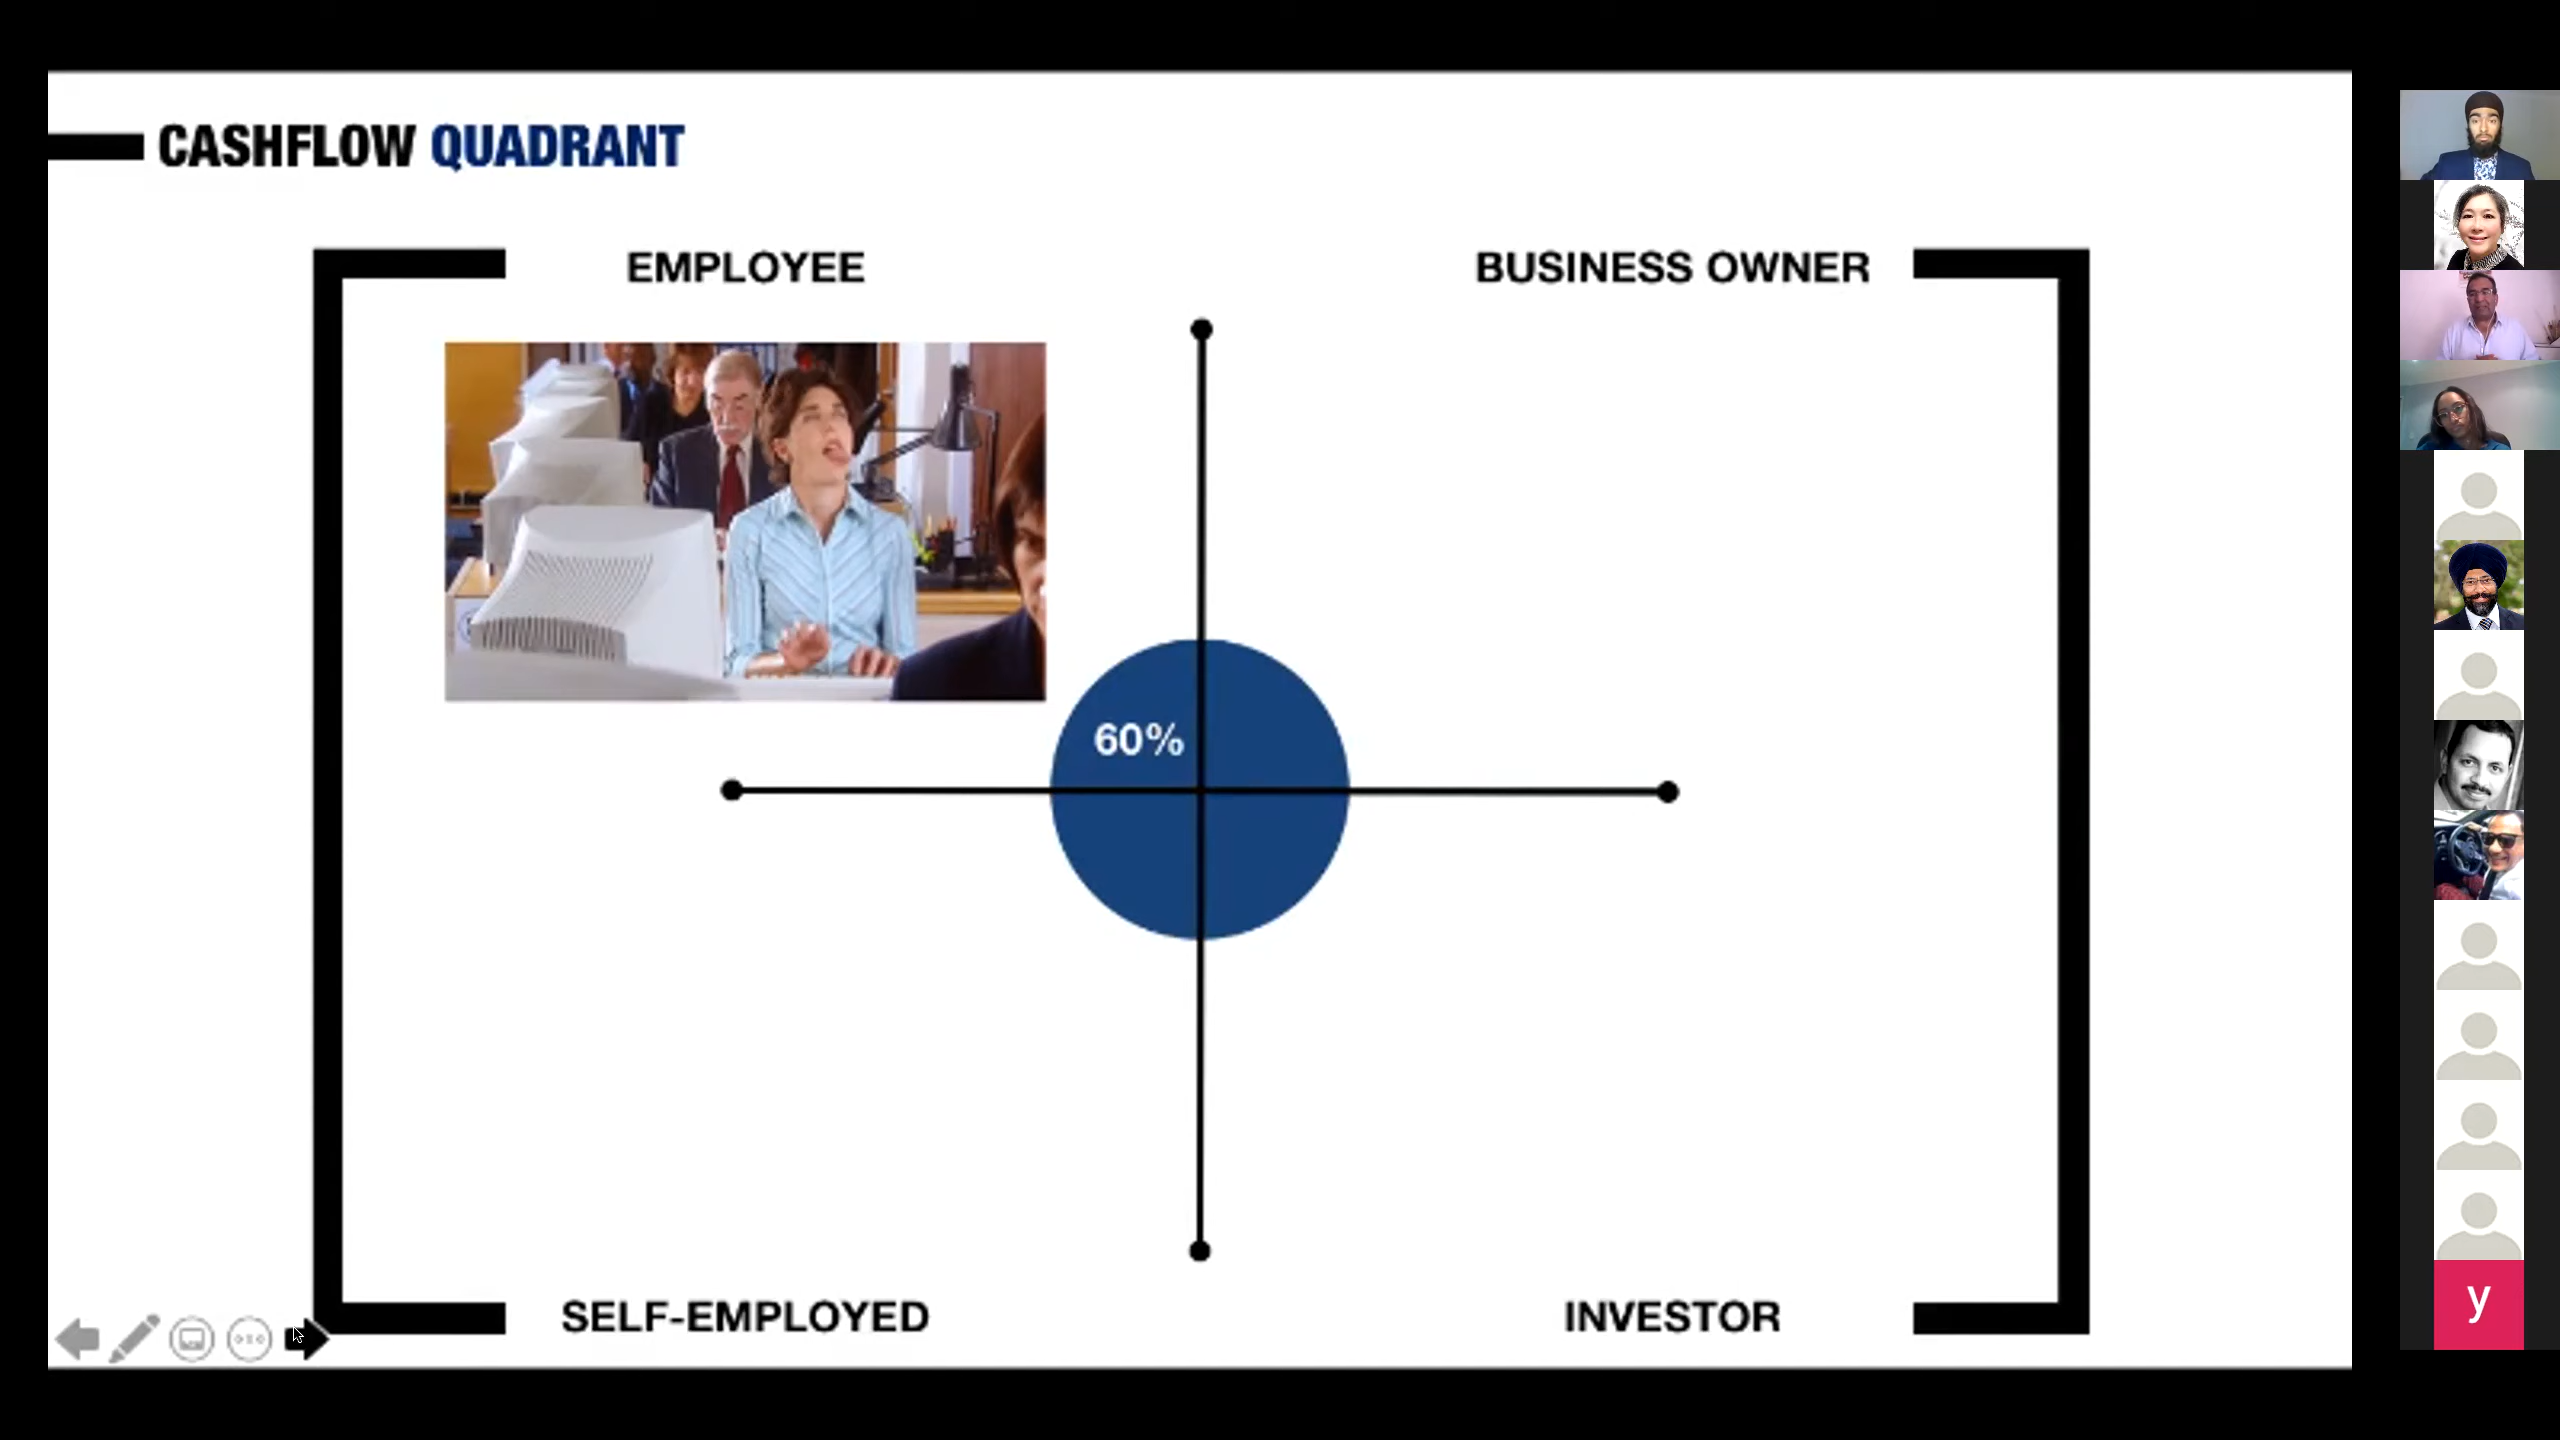 CASHFLOW QUADRANT
EMPLOYEE
BUSINESS OWNER
60%
SELF-EMPLOYED
INVESTOR
y